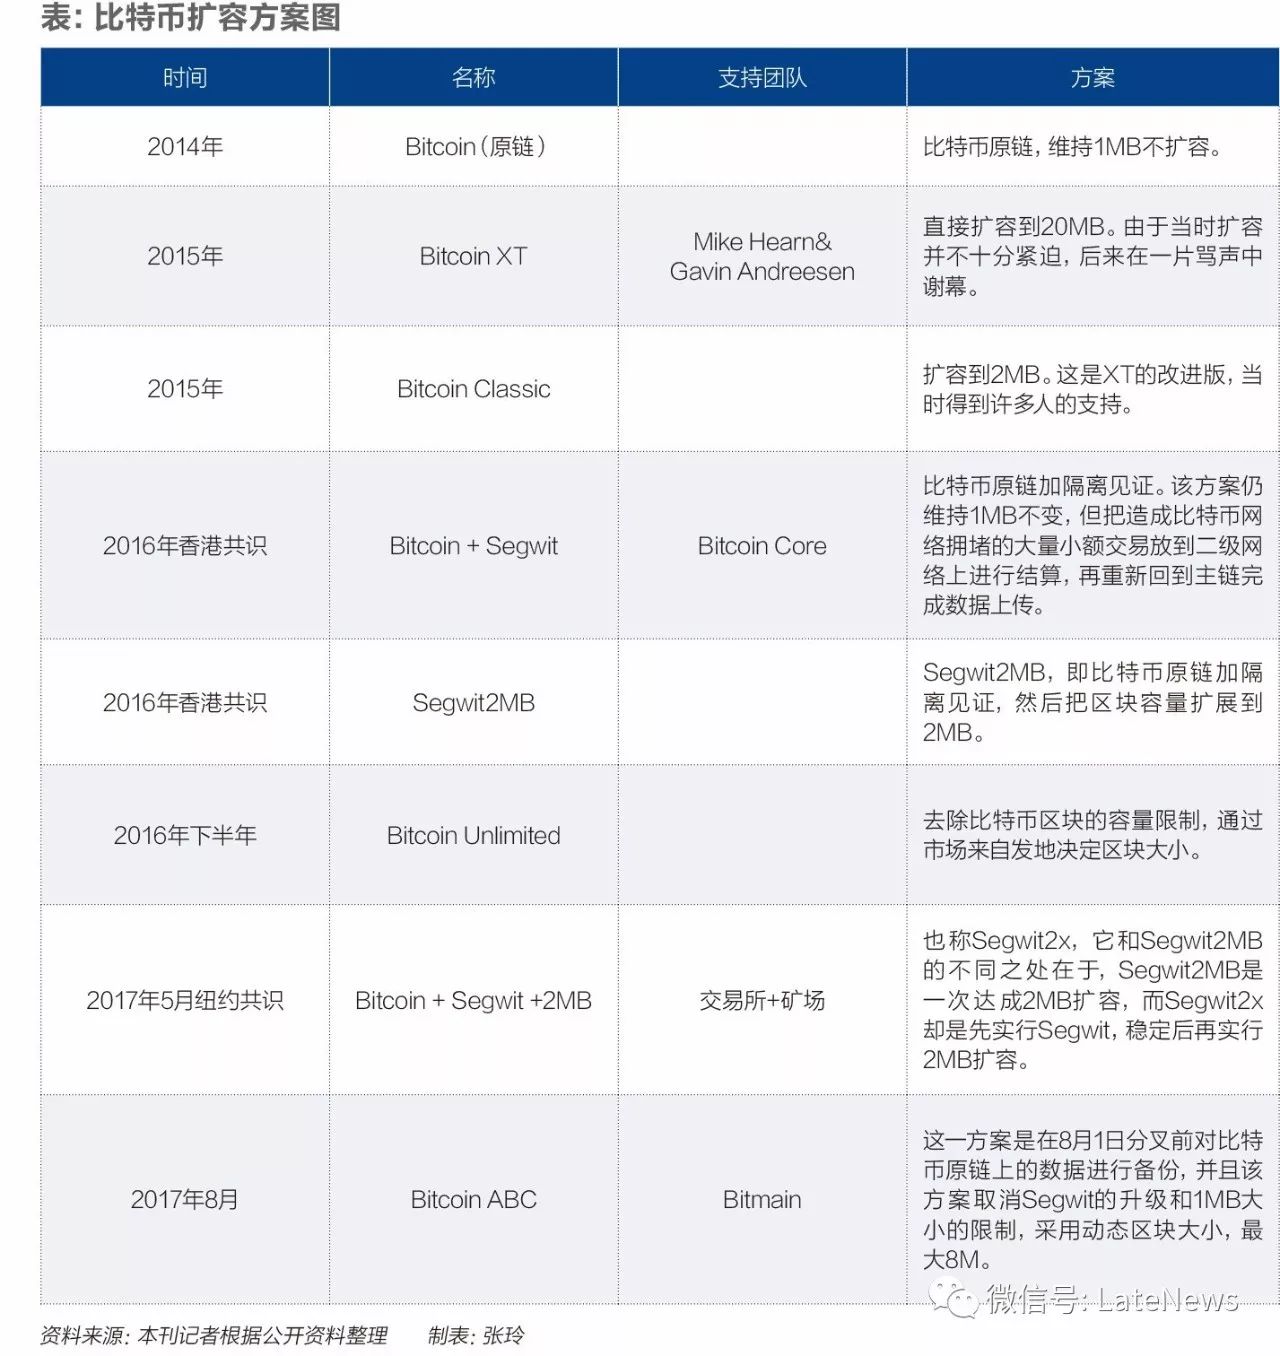 表：比特币扩容方案图
时间 名称 支持团队 方案
2014年 Bitcoin（原链） 比特币原链，维持1MB不扩容。
2015年 Bitcoin XT Mike Hearn&
Gavin Andreesen
直接扩容到20MB。由于当时扩容
并不十分紧迫，后来在一片骂声中
谢幕。
2015年 Bitcoin Classic
扩容到2MB。这是XT的改进版，当
时得到许多人的支持。
2016年香港共识 Bitcoin + Segwit Bitcoin Core
比特币原链加隔离见证。该方案仍
维持1MB不变，但把造成比特币网
络拥堵的大量小额交易放到二级网
络上进行结算，再重新回到主链完
成数据上传。
2016年香港共识 Segwit2MB
Segwit2MB，即比特币原链加隔
离见证，然后把区块容量扩展到
2MB。
2016年下半年 Bitcoin Unlimited
去除比特币区块的容量限制，通过
市场来自发地决定区块大小。
2017年5月纽约共识 Bitcoin + Segwit +2MB 交易所+矿场
也称Segwit2x，它和Segwit2MB
的不同之处在于，Segwit2MB是
一次达成2MB扩容，而Segwit2x
却是先实行Segwit，稳定后再实行
2MB扩容。
2017年8月 Bitcoin ABC Bitmain
这一方案是在8月1日分叉前对比特
币原链上的数据进行备份，并且该
方案取消Segwit的升级和1MB大
小的限制，采用动态区块大小，最
大8M。
微信号: LateNews
资料来源：本刊记者根据公开资料整理 制表：张玲